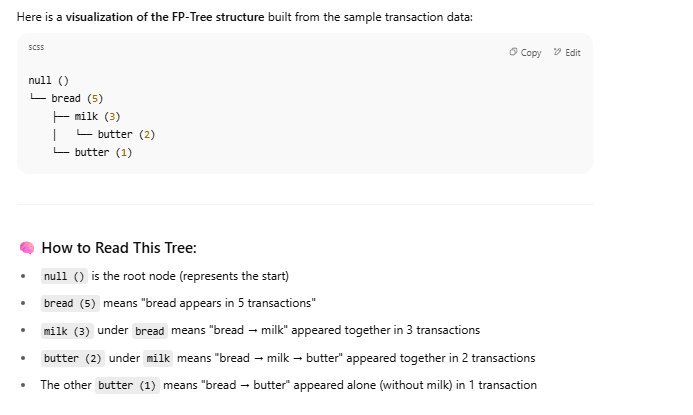 Here is a visualization of the FP-Tree structure built from the sample transaction data:
scss
Copy Edit
null ()
└── bread (5)
    ├── milk (3)
    |   └── butter (2)
    └── butter (1)
🧠 How to Read This Tree:
• null () is the root node (represents the start)
• bread (5) means "bread appears in 5 transactions"
• milk (3) under bread means "bread → milk" appeared together in 3 transactions
• butter (2) under milk means "bread → milk → butter" appeared together in 2 transactions
• The other butter (1) means "bread → butter" appeared alone (without milk) in 1 transaction